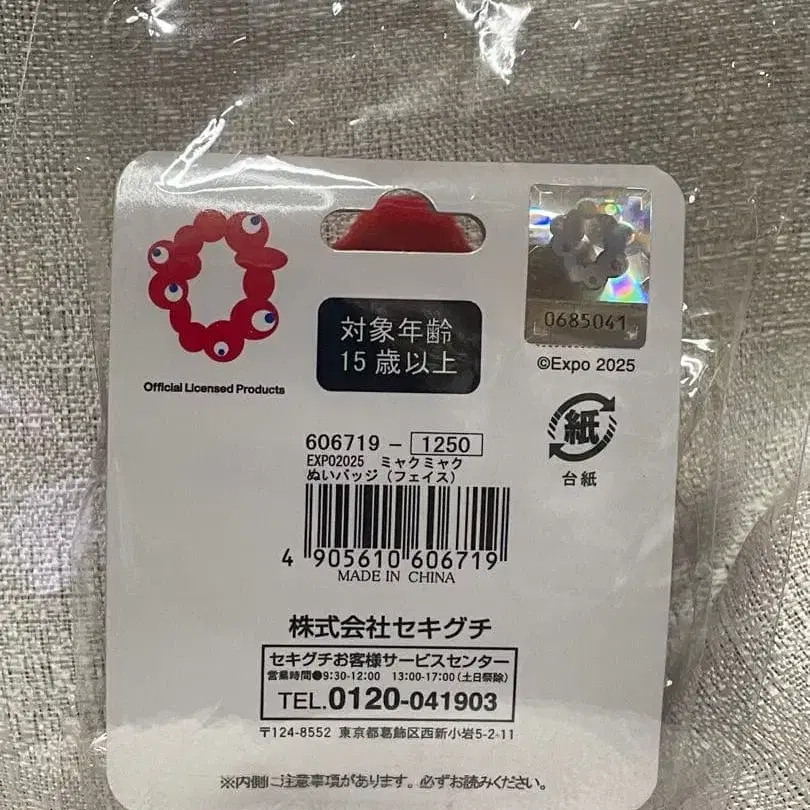 Official Licensed Products
対象年齢
15歳以上
0685041
©Expo 2025
紙
台紙
606719 - 1250
EXPO2025 ミャクミャク
ぬいバッジ（フェイス）
4 905610 606719
MADE IN CHINA
株式会社セキグチ
セキグチお客様サービスセンター
営業時間●9:30-12:00 13:00-17:00（土日祭除）
TEL.0120-041903
〒124-8552 東京都葛飾区西新小岩5-2-11
※内側に注意事項があります。必ずお読みください。